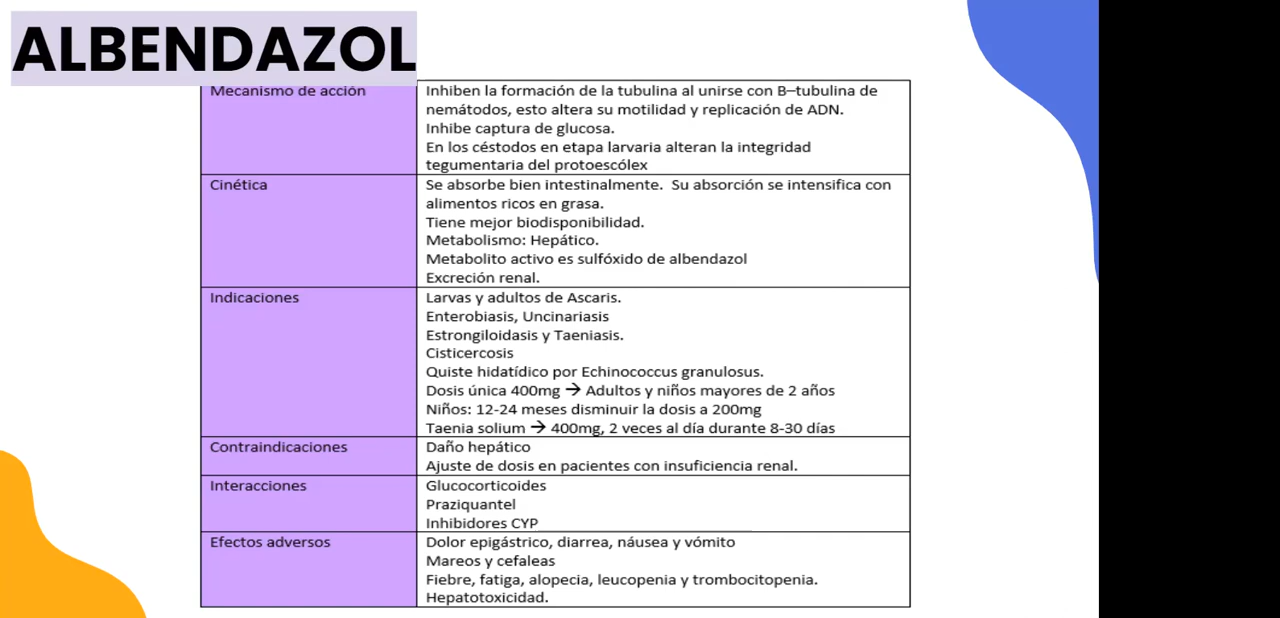 ALBENDAZOL
Mecanismo de acción
Inhiben la formación de la tubulina al unirse con B–tubulina de
nemátodos, esto altera su motilidad y replicación de ADN.
Inhibe captura de glucosa.
En los céstodos en etapa larvaria alteran la integridad
tegumentaria del protoescólex
Cinética
Se absorbe bien intestinalmente. Su absorción se intensifica con
alimentos ricos en grasa.
Tiene mejor biodisponibilidad.
Metabolismo: Hepático.
Metabolito activo es sulfóxido de albendazol
Excreción renal.
Indicaciones
Larvas y adultos de Ascaris.
Enterobiasis, Uncinariasis
Estrongiloidasis y Taeniasis.
Cisticercosis
Quiste hidatídico por Echinococcus granulosus.
Dosis única 400mg → Adultos y niños mayores de 2 años
Niños: 12-24 meses disminuir la dosis a 200mg
Taenia solium → 400mg, 2 veces al día durante 8-30 días
Contraindicaciones
Daño hepático
Ajuste de dosis en pacientes con insuficiencia renal.
Interacciones
Glucocorticoides
Praziquantel
Inhibidores CYP
Efectos adversos
Dolor epigástrico, diarrea, náusea y vómito
Mareos y cefaleas
Fiebre, fatiga, alopecia, leucopenia y trombocitopenia.
Hepatotoxicidad.